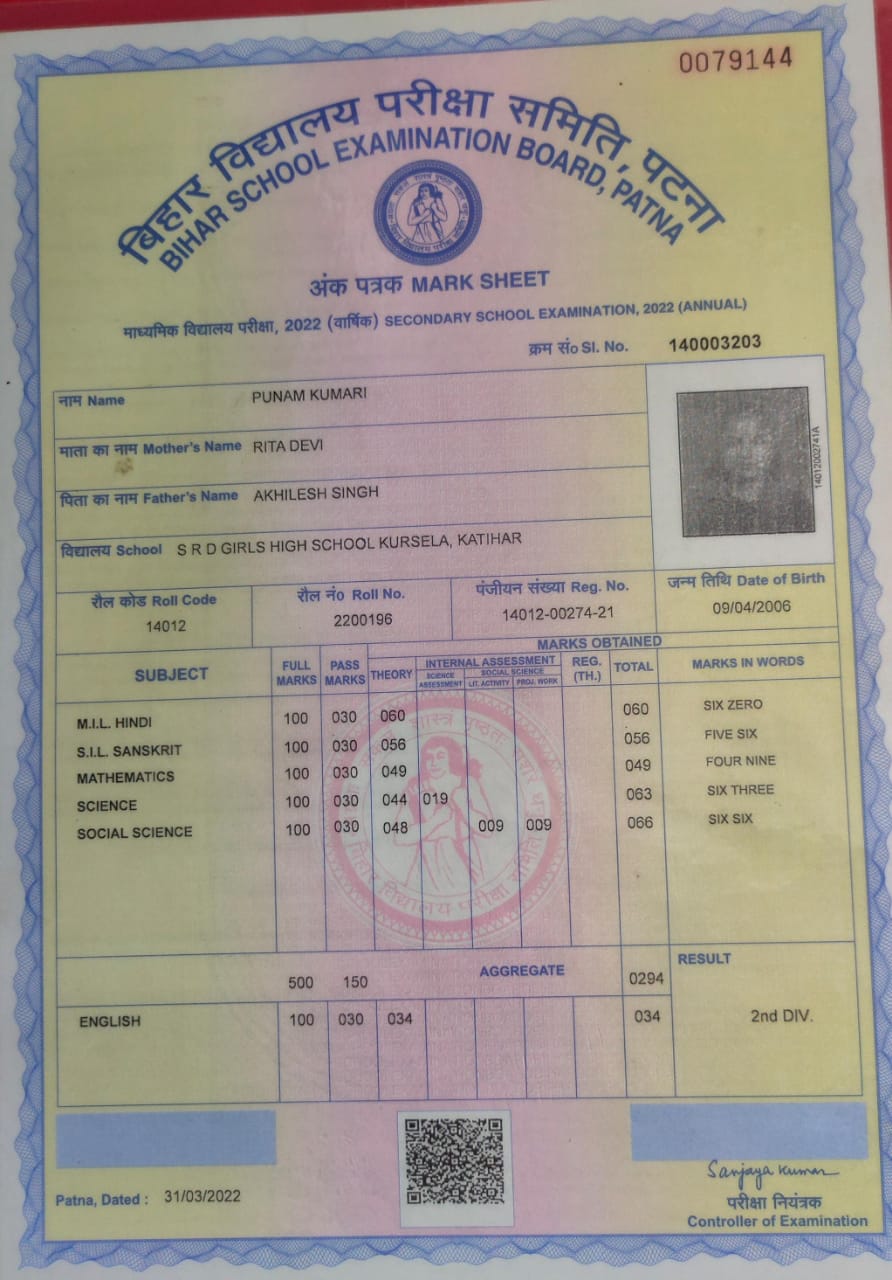 0079144
बिहार विद्यालय परीक्षा समिति, पटना
BIHAR SCHOOL EXAMINATION BOARD, PATNA
अंक पत्रक MARK SHEET
माध्यमिक विद्यालय परीक्षा, 2022 (वार्षिक) SECONDARY SCHOOL EXAMINATION, 2022 (ANNUAL)
क्रम सं० Sl. No. 140003203
नाम Name PUNAM KUMARI
माता का नाम Mother's Name RITA DEVI
पिता का नाम Father's Name AKHILESH SINGH
14012002741A
विद्यालय School S R D GIRLS HIGH SCHOOL KURSELA, KATIHAR
रौल कोड Roll Code रौल नं० Roll No. पंजीयन संख्या Reg. No. जन्म तिथि Date of Birth
14012 2200196 14012-00274-21 09/04/2006
MARKS OBTAINED
SUBJECT FULL MARKS PASS MARKS THEORY INTERNAL ASSESSMENT REG. (TH.) TOTAL MARKS IN WORDS
SCIENCE ASSESSMENT SOCIAL SCIENCE
LIT. ACTIVITY PROJ. WORK
M.I.L. HINDI 100 030 060 060 SIX ZERO
S.I.L. SANSKRIT 100 030 056 056 FIVE SIX
MATHEMATICS 100 030 049 049 FOUR NINE
SCIENCE 100 030 044 019 063 SIX THREE
SOCIAL SCIENCE 100 030 048 009 009 066 SIX SIX
बिहार विद्यालय परीक्षा समिति
500 150 AGGREGATE 0294 RESULT
ENGLISH 100 030 034 034 2nd DIV.
Sanjaya Kumar
Patna, Dated : 31/03/2022
परीक्षा नियंत्रक
Controller of Examination